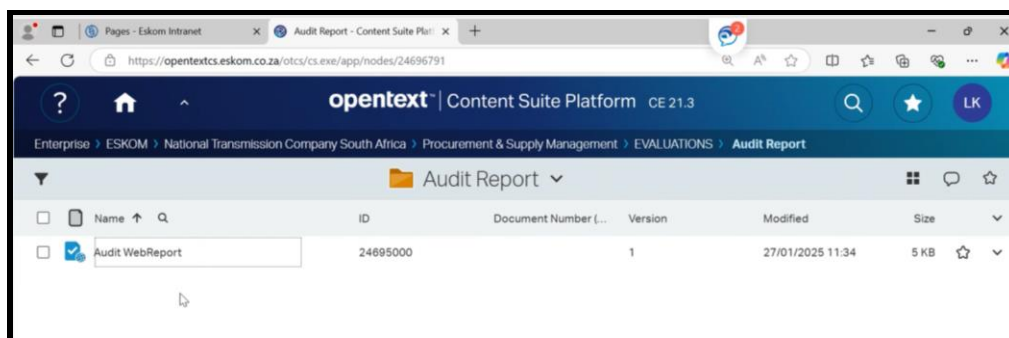 Pages - Eskom Intranet
Audit Report - Content Suite Plat
https://opentextcs.eskom.co.za/otcs/cs.exe/app/nodes/24696791
2
opentext™ | Content Suite Platform CE 21.3
LK
Enterprise > ESKOM > National Transmission Company South Africa > Procurement & Supply Management > EVALUATIONS > Audit Report
Audit Report
Name ID Document Number (... Version Modified Size
Audit WebReport 24695000 1 27/01/2025 11:34 5 KB